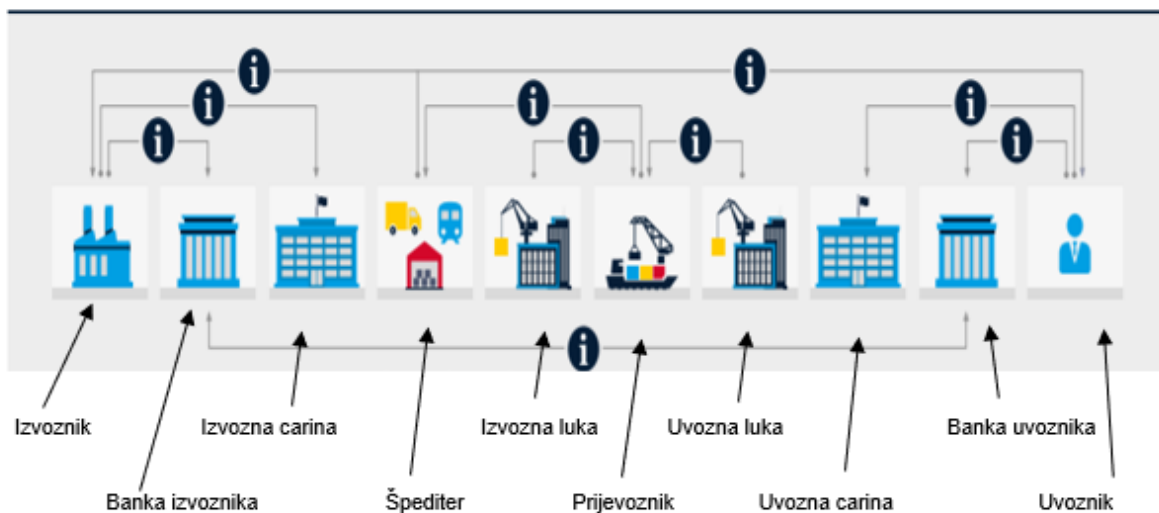 i
i
i
i
i
i
i
i
i
Izvoznik
Izvozna carina
Izvozna luka
Uvozna luka
Banka uvoznika
Banka izvoznika
Špediter
Prijevoznik
Uvozna carina
Uvoznik